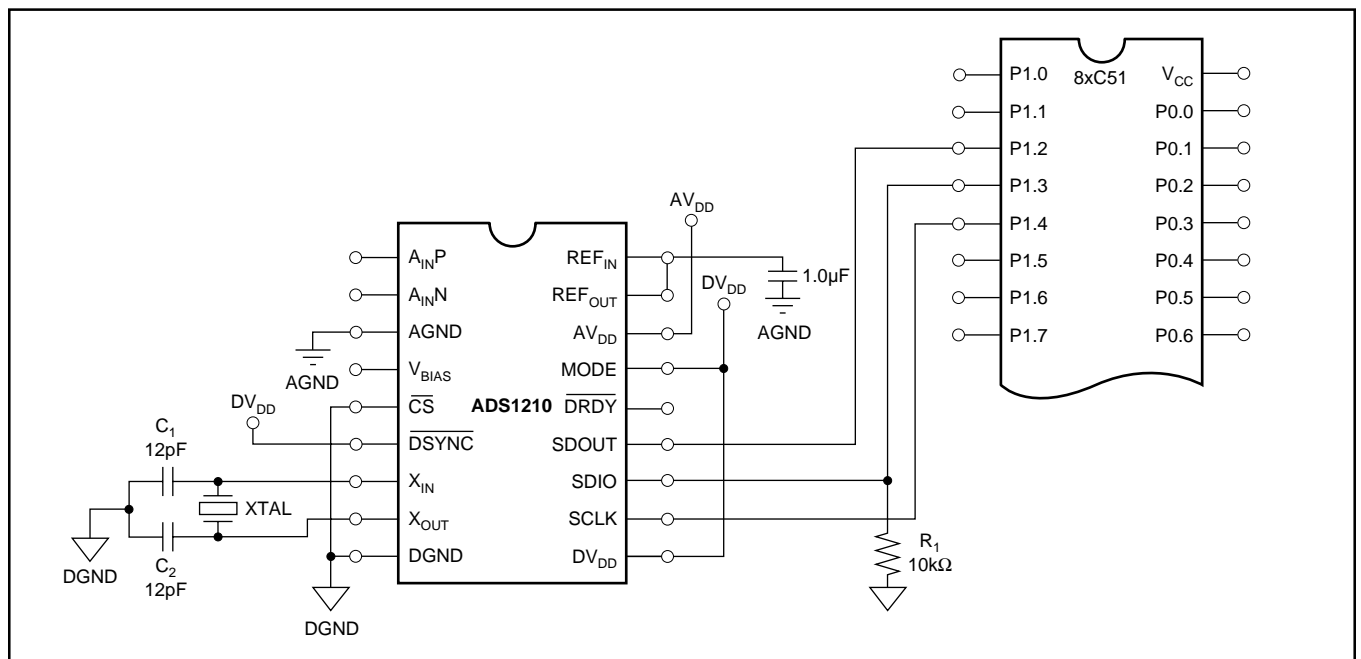 8xC51
P1.0
P1.1
P1.2
P1.3
P1.4
P1.5
P1.6
P1.7
VCC
P0.0
P0.1
P0.2
P0.3
P0.4
P0.5
P0.6
AVDD
DVDD
1.0µF
AGND
AINP
AINN
AGND
VBIAS
CS
DSYNC
XIN
XOUT
DGND
ADS1210
REFIN
REFOUT
AVDD
MODE
DRDY
SDOUT
SDIO
SCLK
DVDD
AGND
DVDD
C1
12pF
XTAL
C2
12pF
DGND
DGND
R1
10kΩ